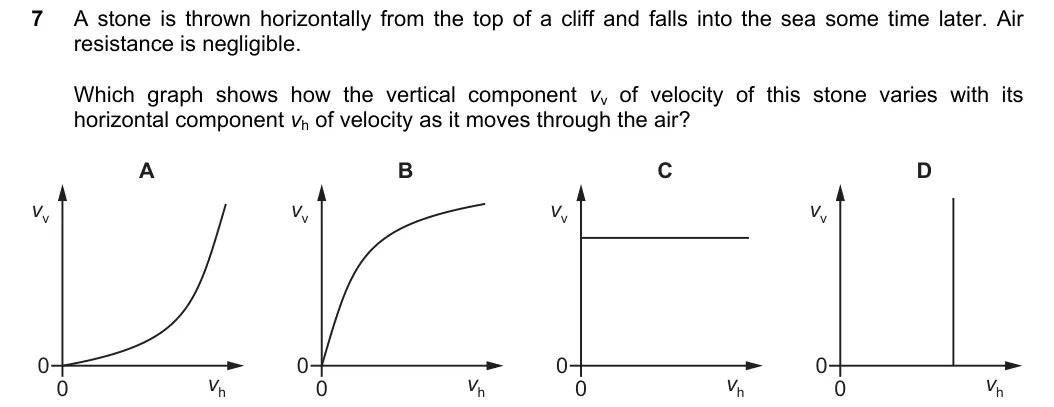 7 A stone is thrown horizontally from the top of a cliff and falls into the sea some time later. Air
resistance is negligible.
Which graph shows how the vertical component vv of velocity of this stone varies with its
horizontal component vh of velocity as it moves through the air?
A B C D
vv vv vv vv
0 0 0 0
0 vh 0 vh 0 vh 0 vh